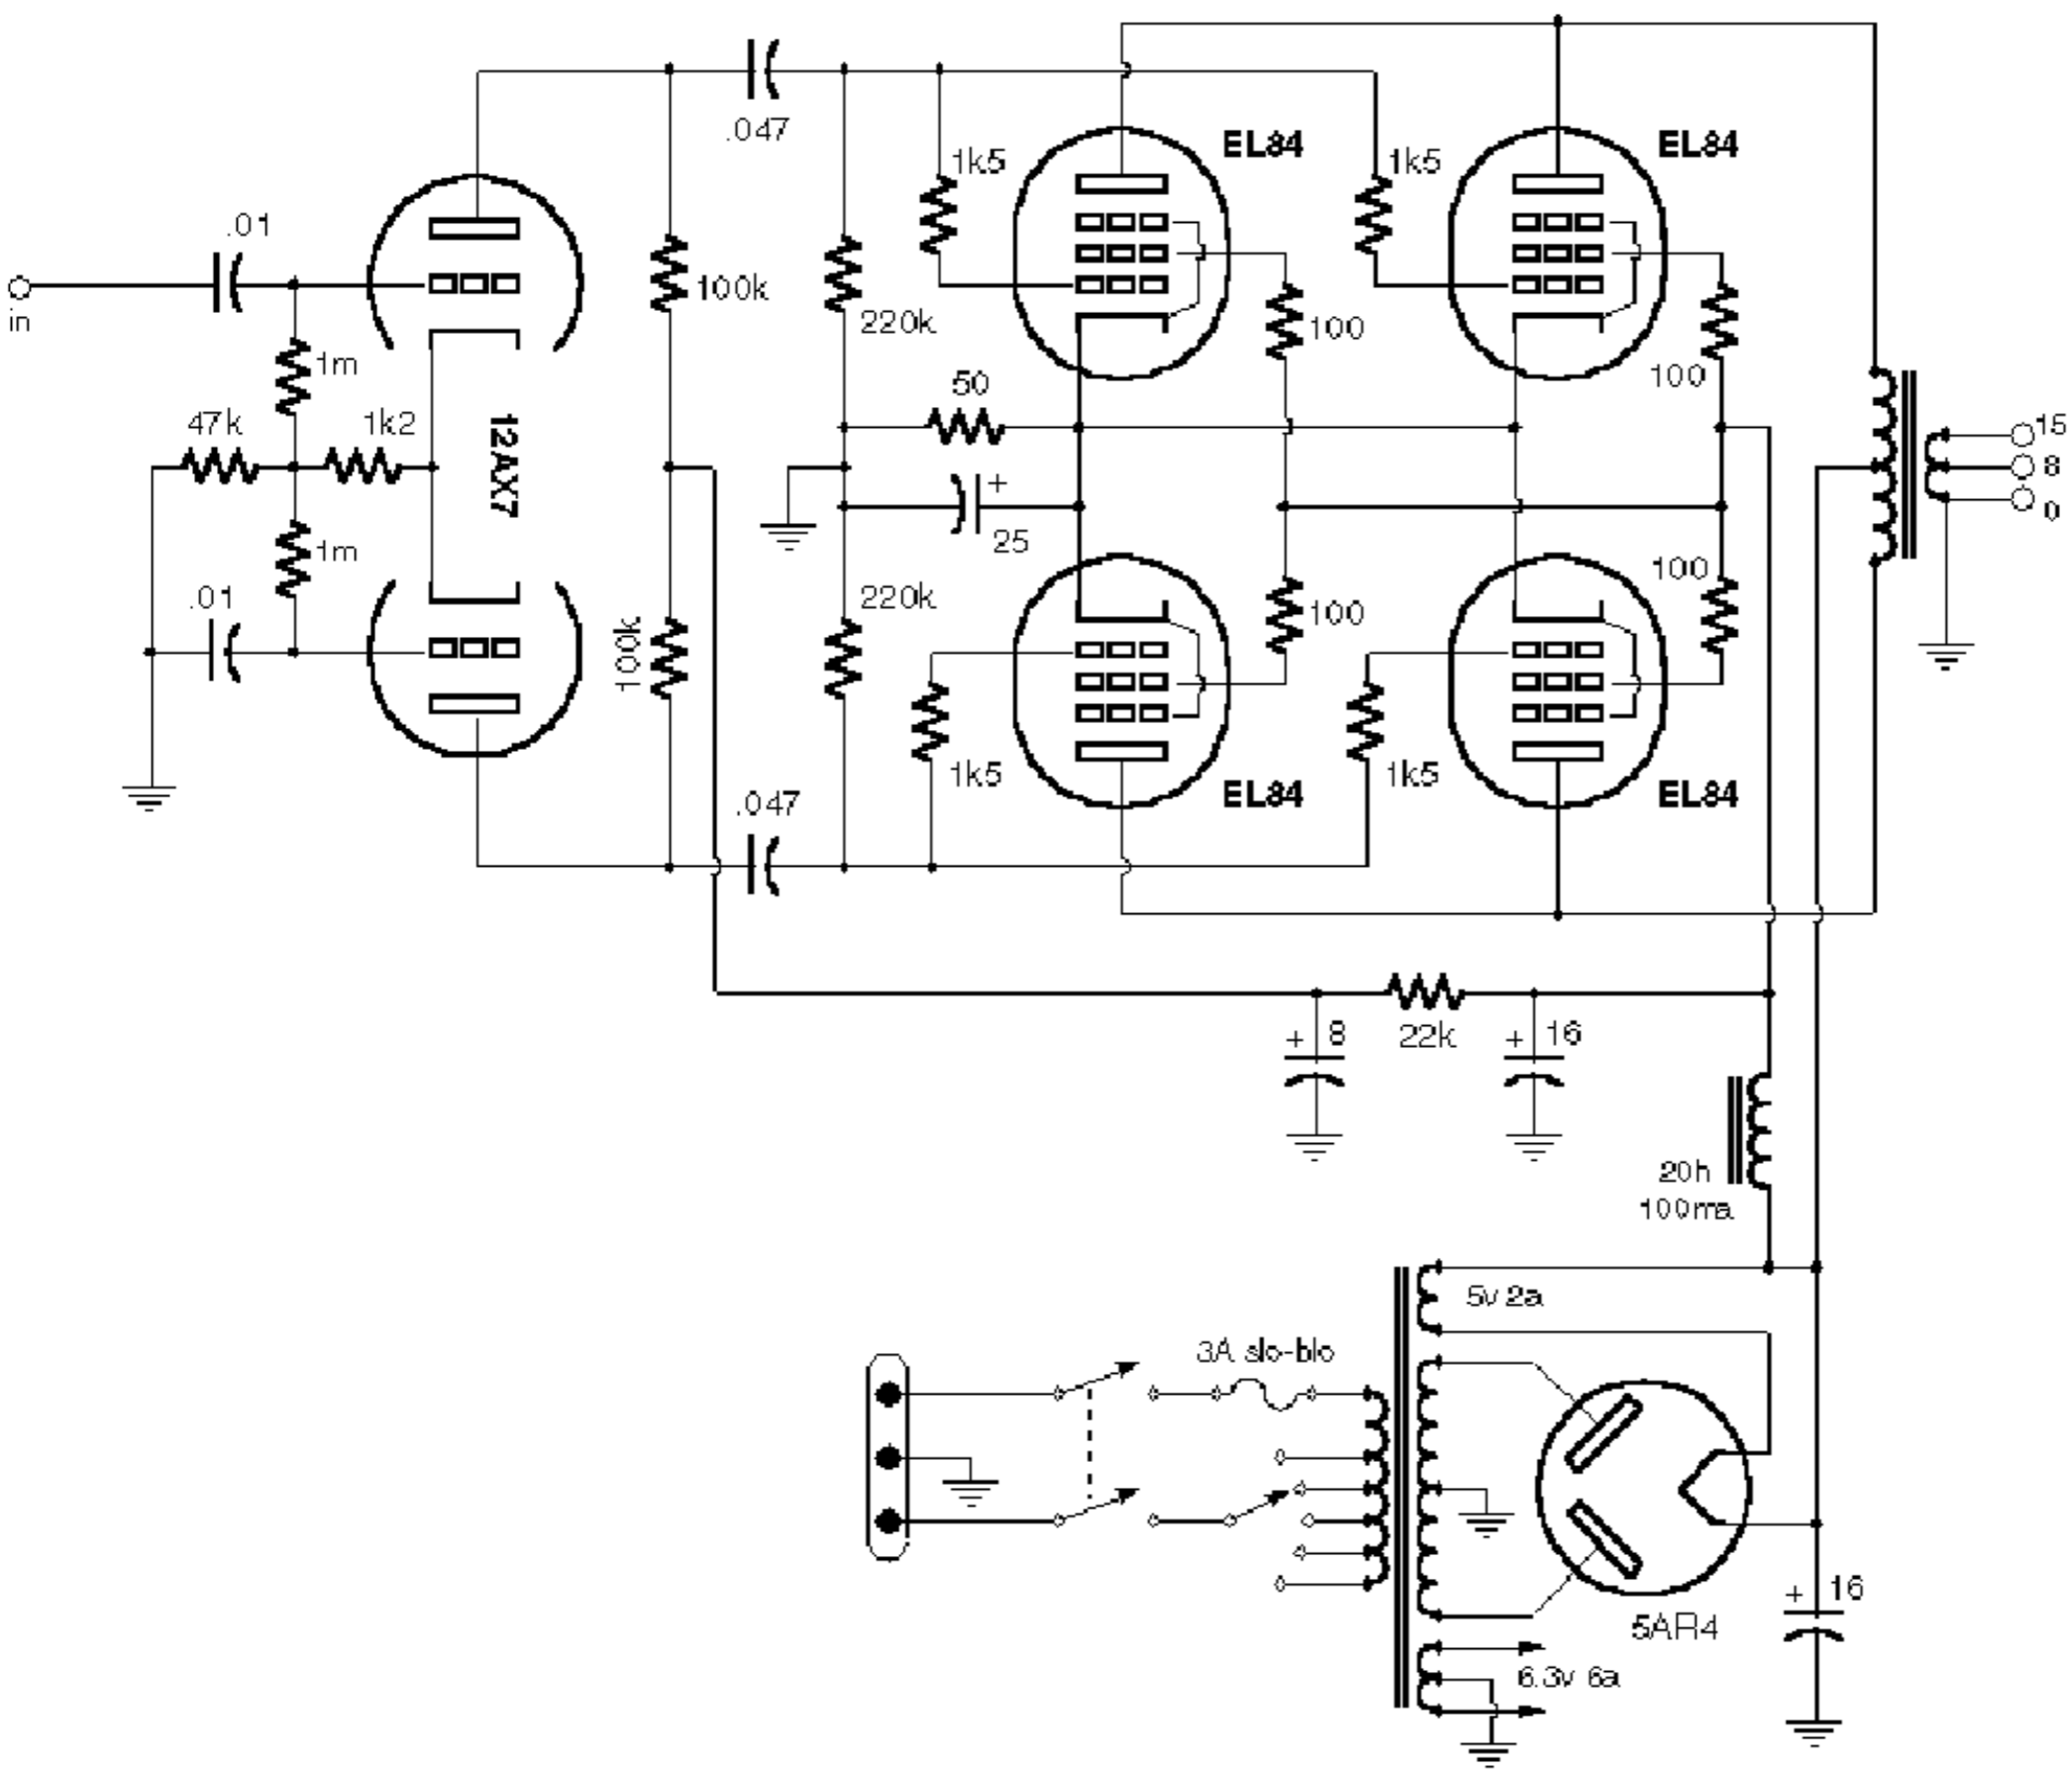 .047
EL84
EL84
1k5
1k5
.01
in
100k
220k
100
100
1m
47k
1k2
50
12AX7
+
25
15
8
0
1m
.01
100k
220k
100
100
1k5
1k5
EL84
EL84
.047
+ 8
22k
+ 16
20h
100ma
5v 2a
3A slo-blo
+ 16
5AR4
6.3v 6a